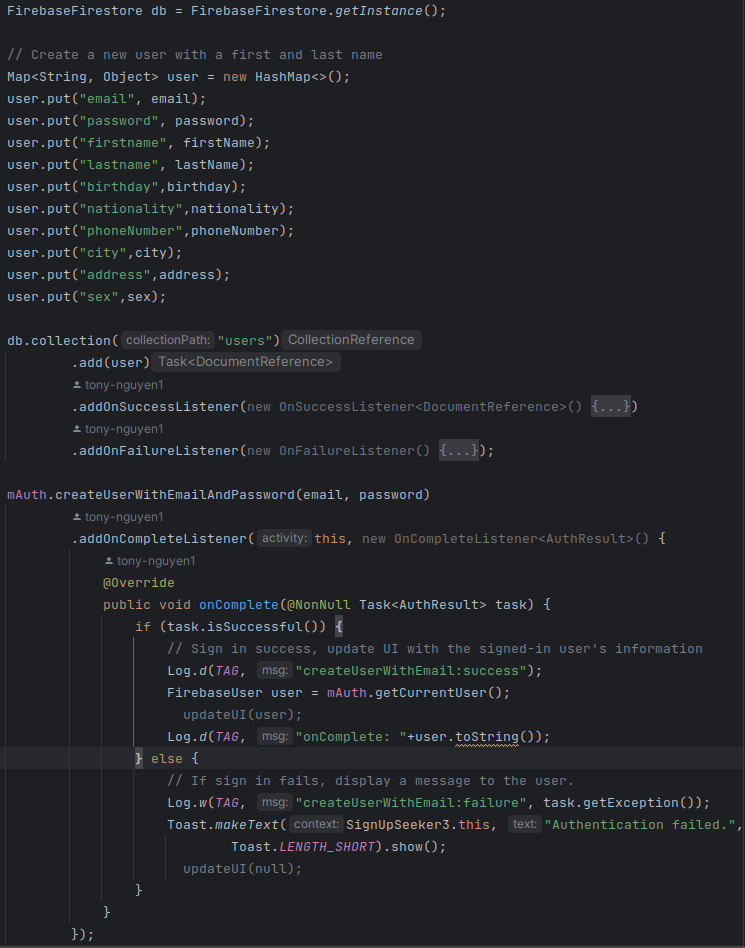 FirebaseFirestore db = FirebaseFirestore.getInstance();
// Create a new user with a first and last name
Map<String, Object> user = new HashMap<>();
user.put("email", email);
user.put("password", password);
user.put("firstname", firstName);
user.put("lastname", lastName);
user.put("birthday",birthday);
user.put("nationality",nationality);
user.put("phoneNumber",phoneNumber);
user.put("city",city);
user.put("address",address);
user.put("sex",sex);
db.collection( collectionPath: "users") CollectionReference
.add(user) Task<DocumentReference>
tony-nguyen1
.addOnSuccessListener(new OnSuccessListener<DocumentReference>() {...})
tony-nguyen1
.addOnFailureListener(new OnFailureListener() {...});
mAuth.createUserWithEmailAndPassword(email, password)
tony-nguyen1
.addOnCompleteListener( activity: this, new OnCompleteListener<AuthResult>() {
tony-nguyen1
@Override
public void onComplete(@NonNull Task<AuthResult> task) {
if (task.isSuccessful()) {
// Sign in success, update UI with the signed-in user's information
Log.d(TAG, msg: "createUserWithEmail:success");
FirebaseUser user = mAuth.getCurrentUser();
updateUI(user);
Log.d(TAG, msg: "onComplete: "+user.toString());
} else {
// If sign in fails, display a message to the user.
Log.w(TAG, msg: "createUserWithEmail:failure", task.getException());
Toast.makeText( context: SignUpSeeker3.this, text: "Authentication failed.",
Toast.LENGTH_SHORT).show();
updateUI(null);
}
}
});